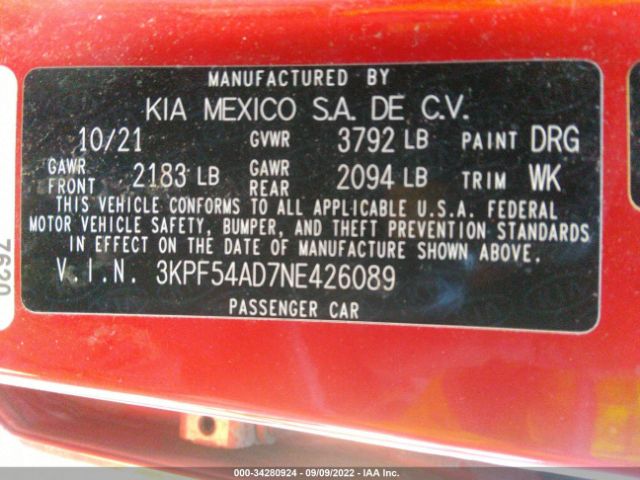 MANUFACTURED BY
KIA MEXICO S.A. DE C.V.
10/21 GVWR 3792 LB PAINT DRG
GAWR FRONT 2183 LB GAWR REAR 2094 LB TRIM WK
THIS VEHICLE CONFORMS TO ALL APPLICABLE U.S.A. FEDERAL
MOTOR VEHICLE SAFETY, BUMPER, AND THEFT PREVENTION STANDARDS
IN EFFECT ON THE DATE OF MANUFACTURE SHOWN ABOVE.
V.I.N. 3KPF54AD7NE426089
PASSENGER CAR
7620
000-34280924 - 09/09/2022 - IAA Inc.